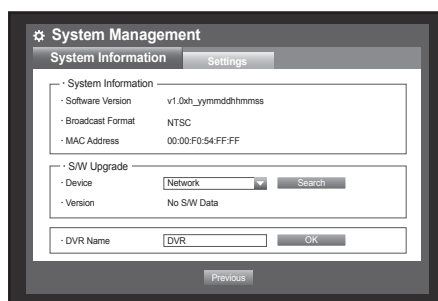 System Management
System Information
Settings
· System Information
· Software Version v1.0xh_yymmddhhmmss
· Broadcast Format NTSC
· MAC Address 00:00:F0:54:FF:FF
· S/W Upgrade
· Device Network Search
· Version No S/W Data
· DVR Name DVR OK
Previous